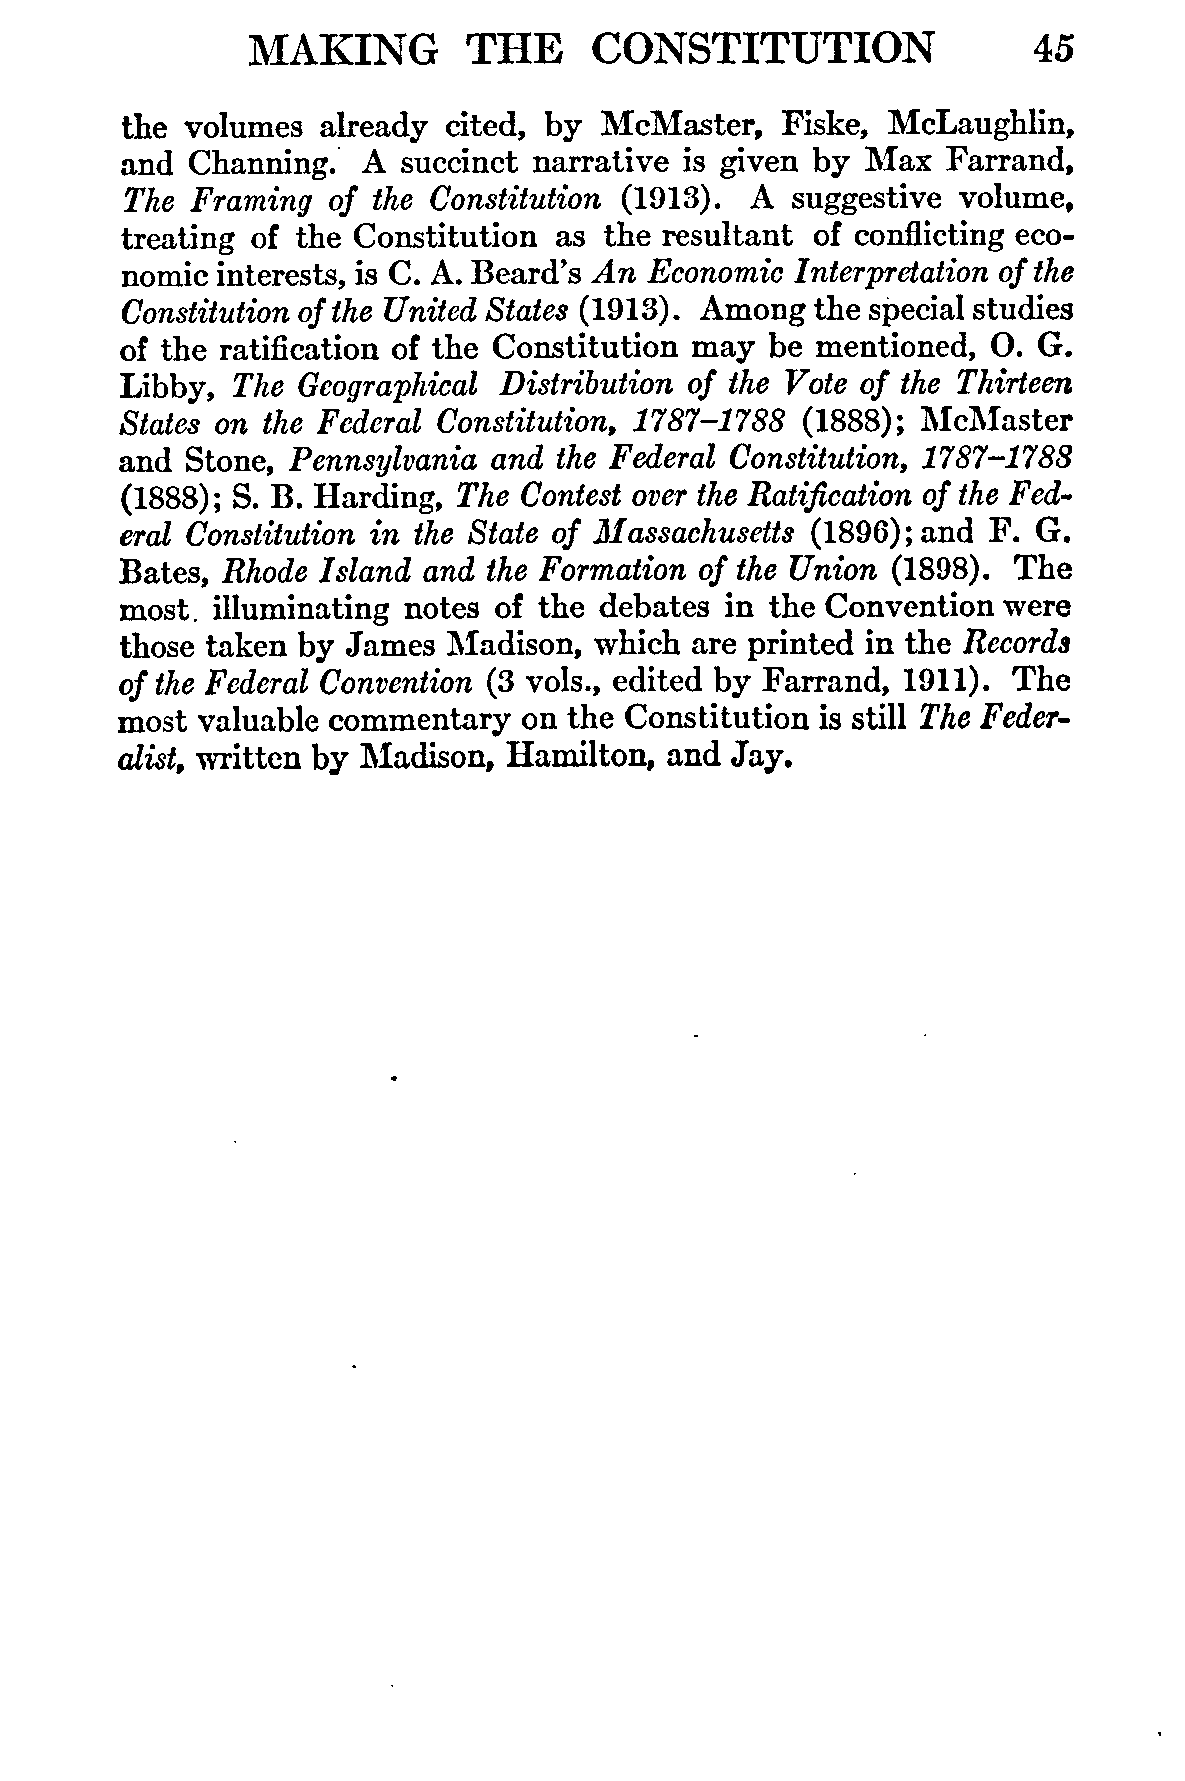 MAKING THE CONSTITUTION 45
the volumes already cited, by McMaster, Fiske, McLaughlin,
and Channing. A succinct narrative is given by Max Farrand,
The Framing of the Constitution (1913). A suggestive volume,
treating of the Constitution as the resultant of conflicting eco-
nomic interests, is C. A. Beard's An Economic Interpretation of the
Constitution of the United States (1913). Among the special studies
of the ratification of the Constitution may be mentioned, O. G.
Libby, The Geographical Distribution of the Vote of the Thirteen
States on the Federal Constitution, 1787–1788 (1888); McMaster
and Stone, Pennsylvania and the Federal Constitution, 1787–1788
(1888); S. B. Harding, The Contest over the Ratification of the Fed-
eral Constitution in the State of Massachusetts (1896); and F. G.
Bates, Rhode Island and the Formation of the Union (1898). The
most illuminating notes of the debates in the Convention were
those taken by James Madison, which are printed in the Records
of the Federal Convention (3 vols., edited by Farrand, 1911). The
most valuable commentary on the Constitution is still The Feder-
alist, written by Madison, Hamilton, and Jay.